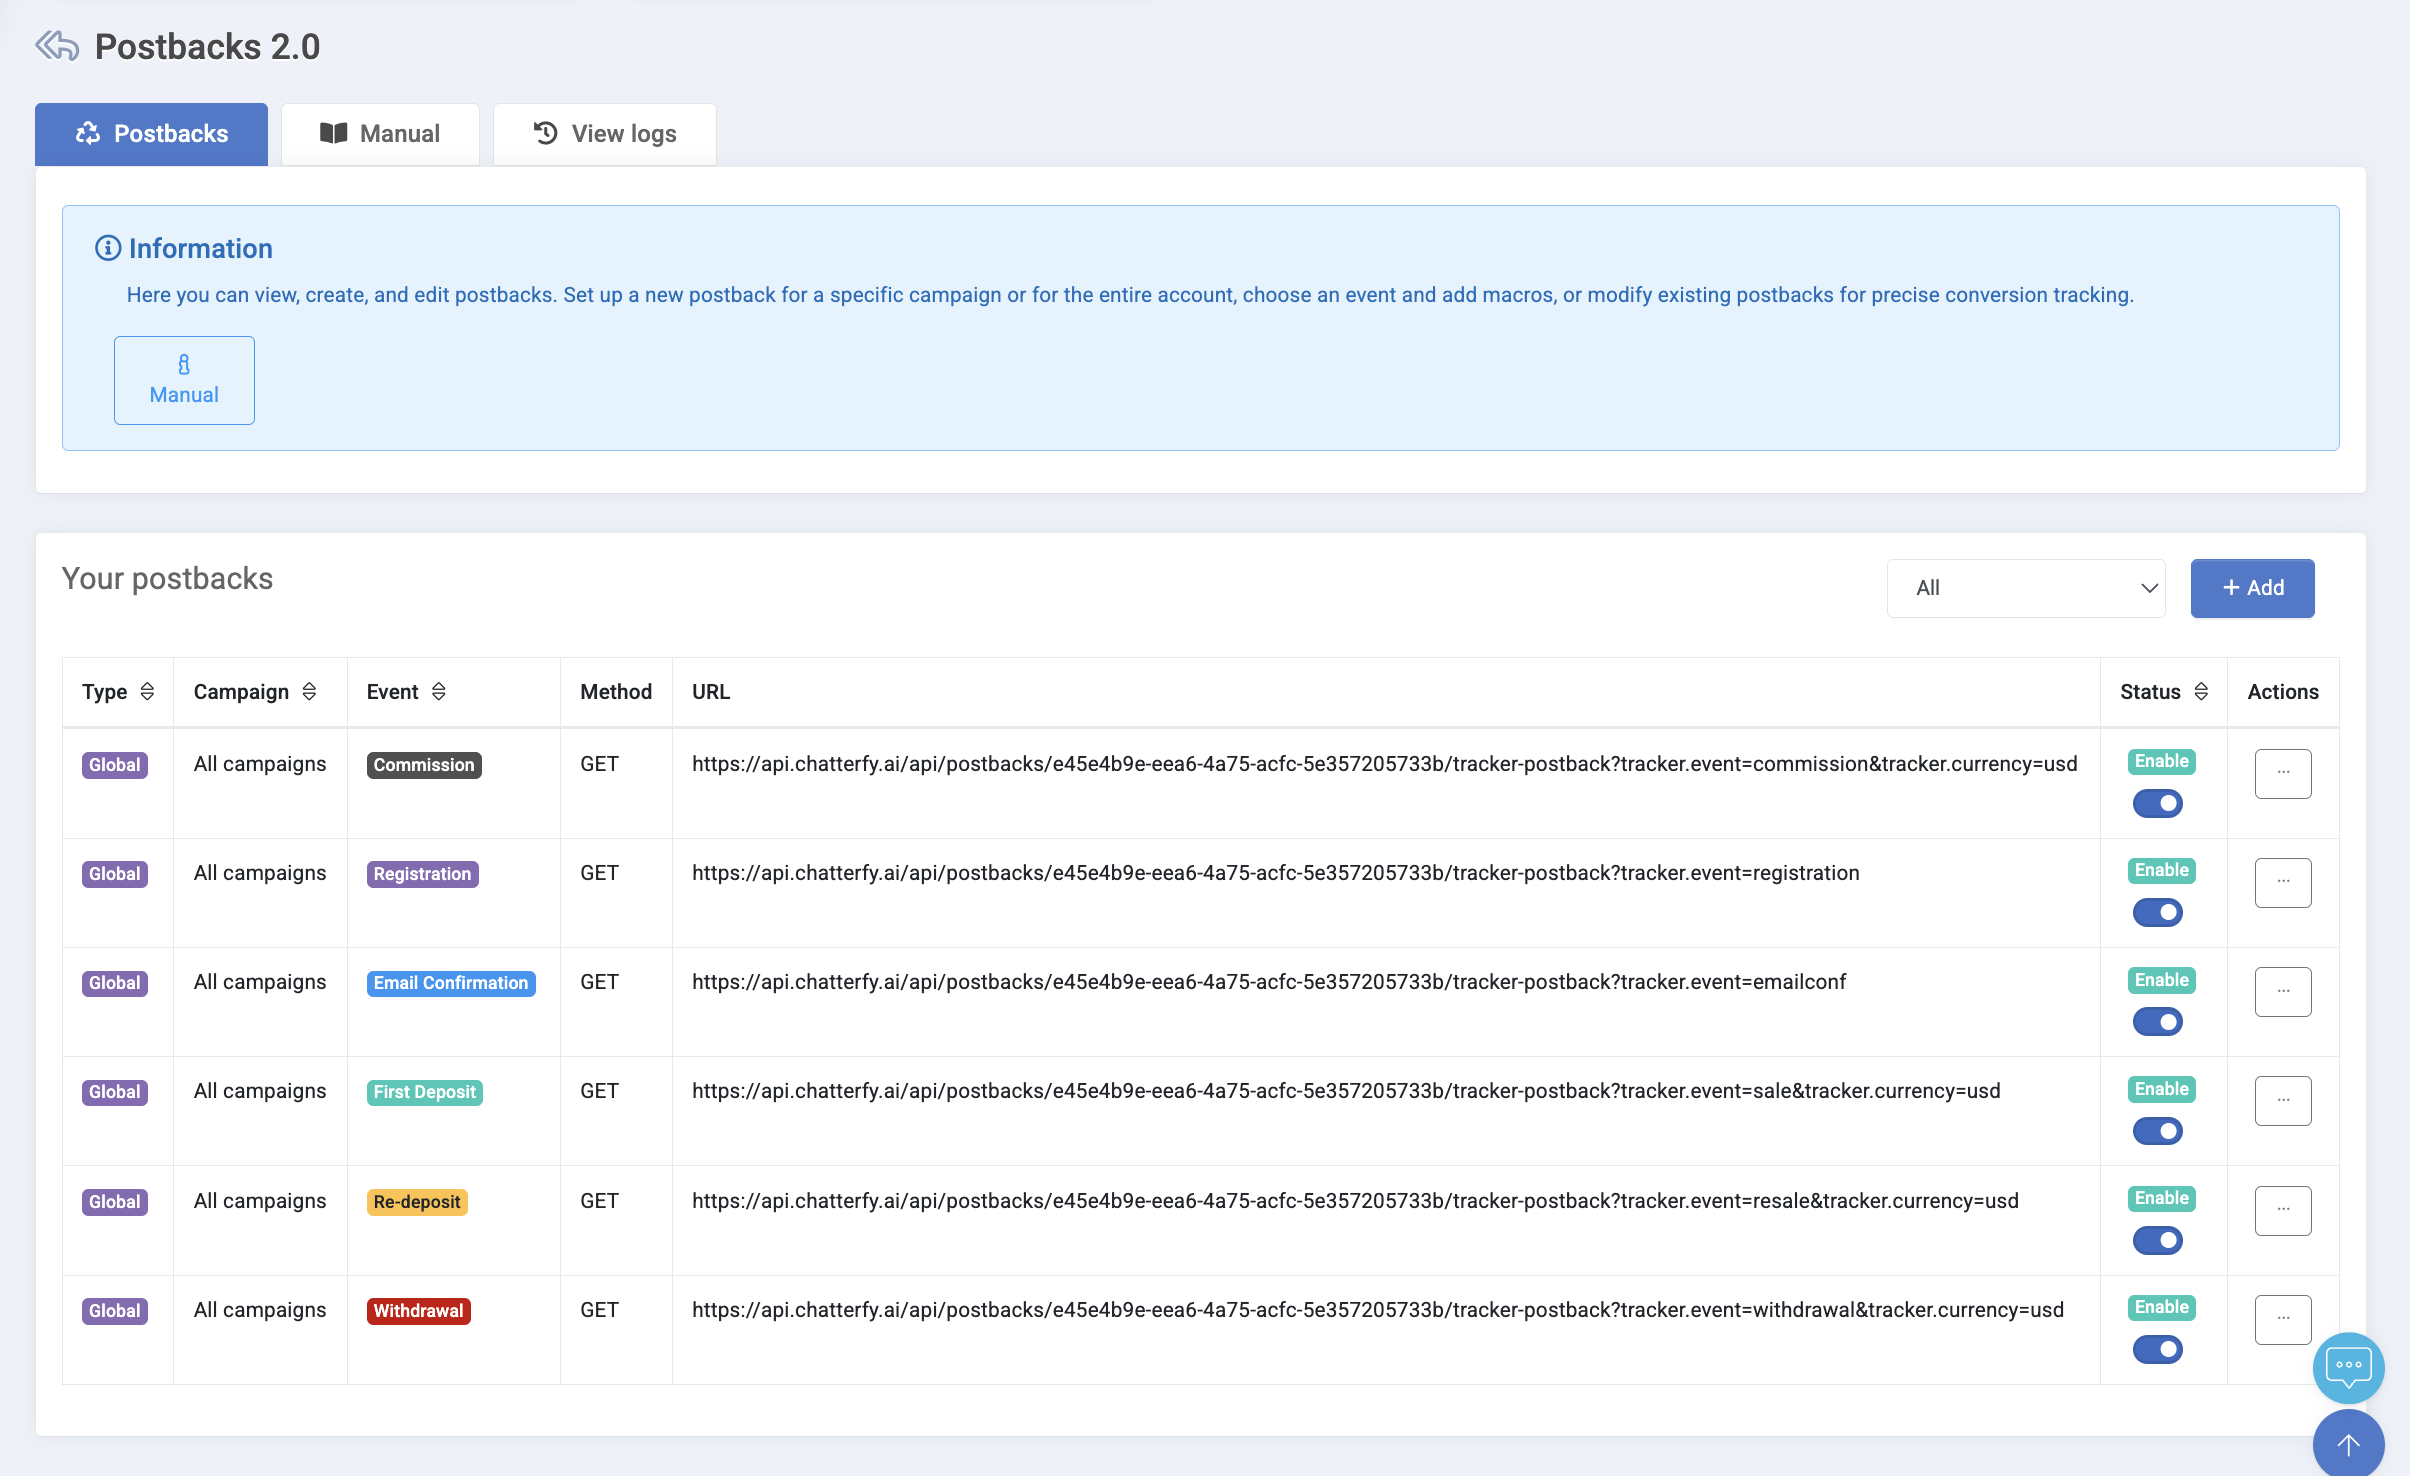 Postbacks 2.0
Postbacks
Manual
View logs
Information
Here you can view, create, and edit postbacks. Set up a new postback for a specific campaign or for the entire account, choose an event and add macros, or modify existing postbacks for precise conversion tracking.
Manual
Your postbacks
All
+ Add
Type Campaign Event Method URL Status Actions
Global All campaigns Commission GET https://api.chatterfy.ai/api/postbacks/e45e4b9e-eea6-4a75-acfc-5e357205733b/tracker-postback?tracker.event=commission&tracker.currency=usd Enable ...
Global All campaigns Registration GET https://api.chatterfy.ai/api/postbacks/e45e4b9e-eea6-4a75-acfc-5e357205733b/tracker-postback?tracker.event=registration Enable ...
Global All campaigns Email Confirmation GET https://api.chatterfy.ai/api/postbacks/e45e4b9e-eea6-4a75-acfc-5e357205733b/tracker-postback?tracker.event=emailconf Enable ...
Global All campaigns First Deposit GET https://api.chatterfy.ai/api/postbacks/e45e4b9e-eea6-4a75-acfc-5e357205733b/tracker-postback?tracker.event=sale&tracker.currency=usd Enable ...
Global All campaigns Re-deposit GET https://api.chatterfy.ai/api/postbacks/e45e4b9e-eea6-4a75-acfc-5e357205733b/tracker-postback?tracker.event=resale&tracker.currency=usd Enable ...
Global All campaigns Withdrawal GET https://api.chatterfy.ai/api/postbacks/e45e4b9e-eea6-4a75-acfc-5e357205733b/tracker-postback?tracker.event=withdrawal&tracker.currency=usd Enable ...